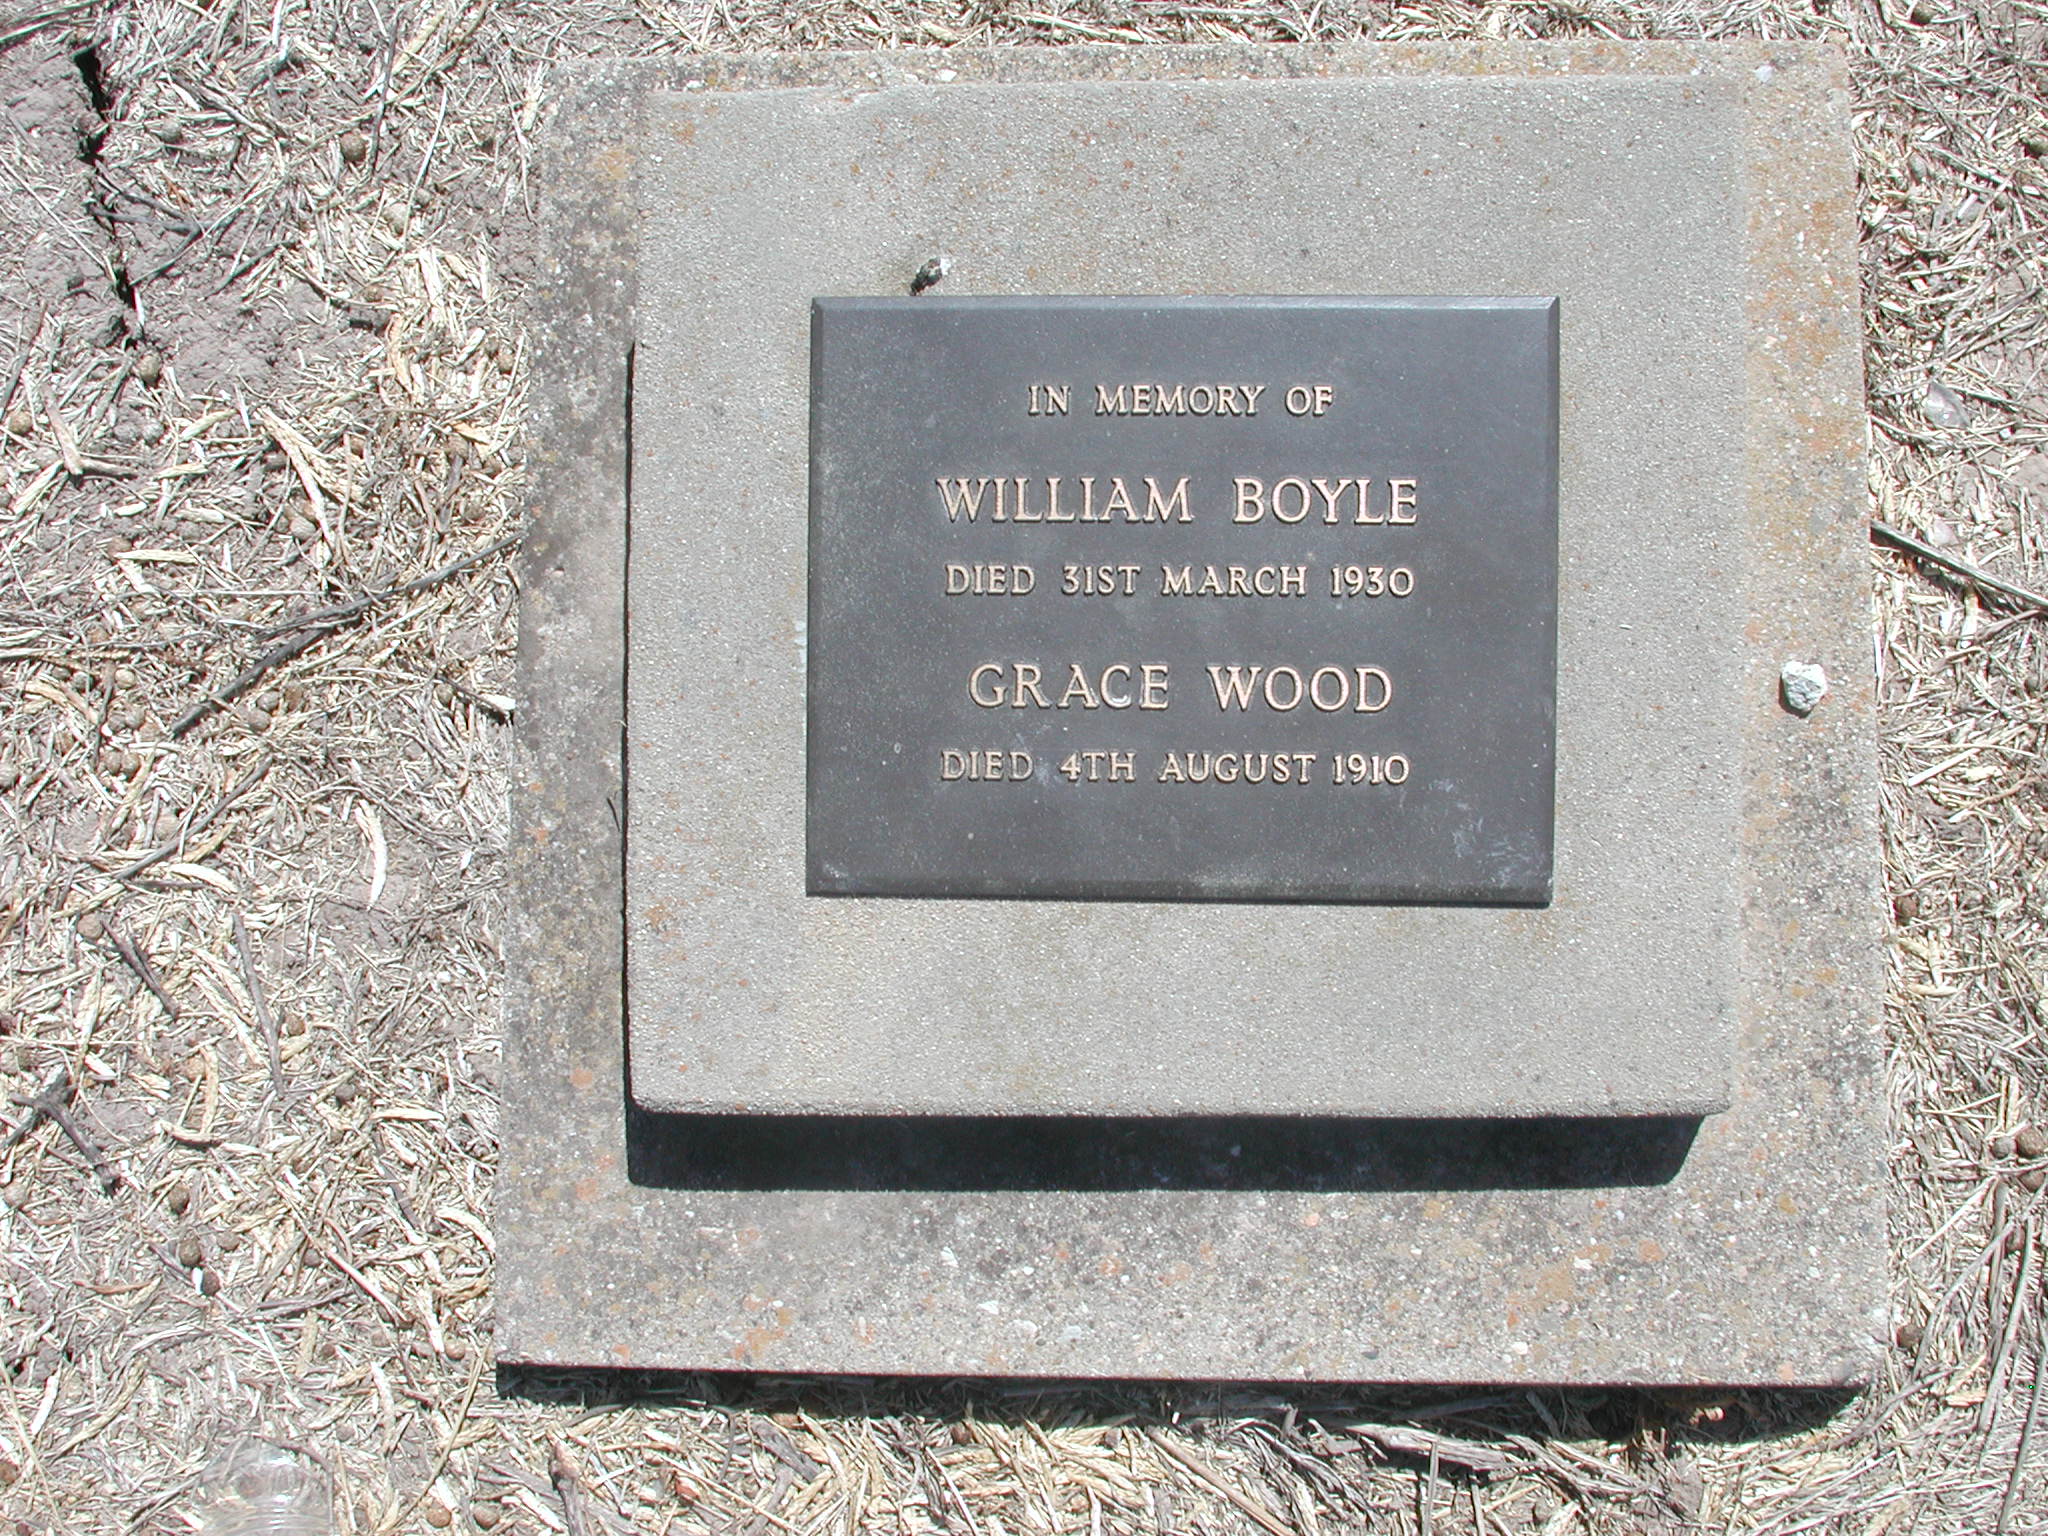 IN MEMORY OF
WILLIAM BOYLE
DIED 31ST MARCH 1930
GRACE WOOD
DIED 4TH AUGUST 1910